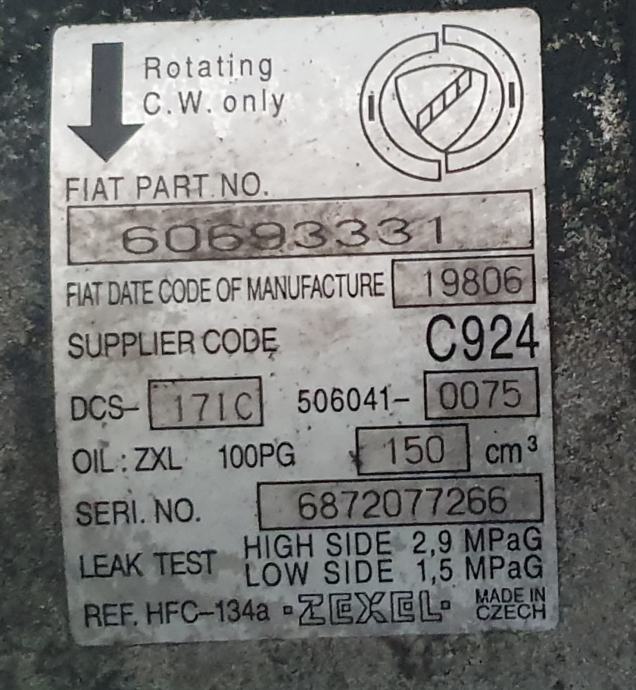 Rotating
C.W. only
FIAT PART NO.
60693331
FIAT DATE CODE OF MANUFACTURE 19806
SUPPLIER CODE C924
DCS- 17IC 506041- 0075
OIL : ZXL 100PG 150 cm³
SERI. NO. 6872077266
LEAK TEST HIGH SIDE 2,9 MPaG
LOW SIDE 1,5 MPaG
REF. HFC-134a ·ZEXEL· MADE IN
CZECH